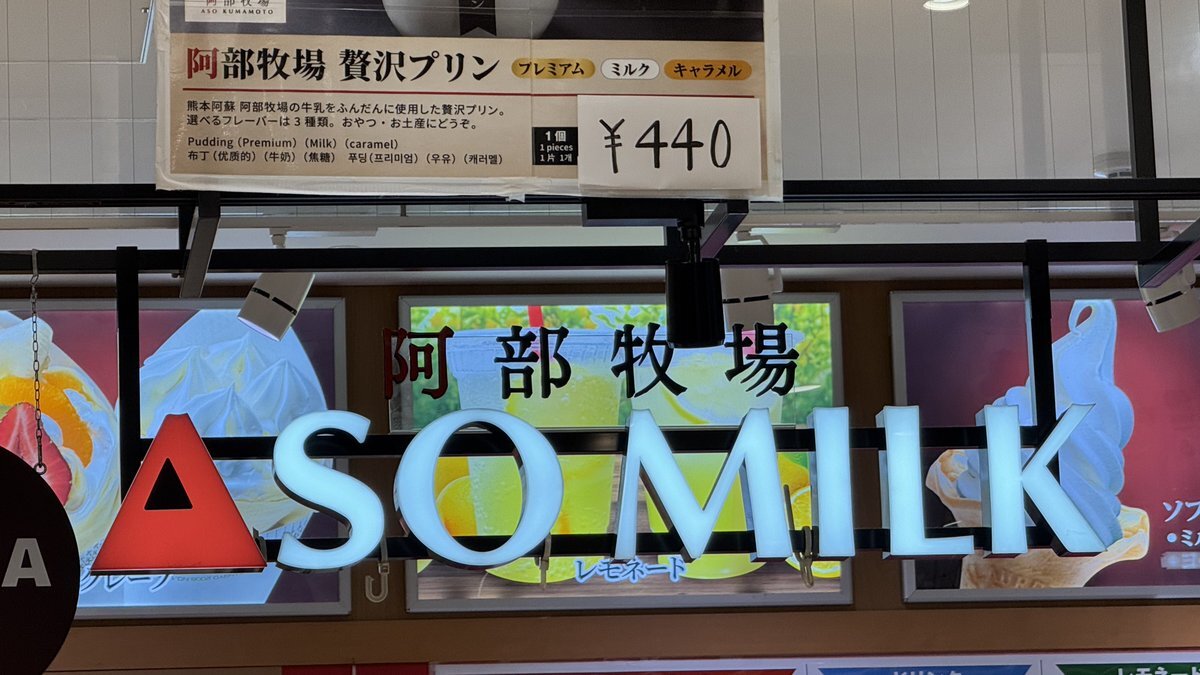 阿部牧場
ASO KUMAMOTO
阿部牧場 贅沢プリン プレミアム ミルク キャラメル
熊本阿蘇 阿部牧場の牛乳をふんだんに使用した贅沢プリン。
選べるフレーバーは3種類。おやつ・お土産にどうぞ。
Pudding (Premium) (Milk) (caramel)
布丁 (优质的) (牛奶) (焦糖) 푸딩 (프리미엄) (우유) (캐러멜)
1個
1 pieces
1片 1개
¥440
阿部牧場
ASO MILK
レモネード
A